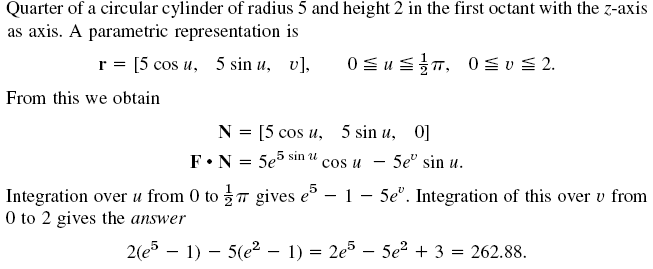 Quarter of a circular cylinder of radius 5 and height 2 in the first octant with the z-axis
as axis. A parametric representation is
r = [5 cos u, 5 sin u, v], 0 ≦ u ≦ ½π, 0 ≦ v ≦ 2.
From this we obtain
N = [5 cos u, 5 sin u, 0]
F • N = 5e^{5 sin u} cos u − 5e^v sin u.
Integration over u from 0 to ½π gives e^5 − 1 − 5e^v. Integration of this over v from
0 to 2 gives the answer
2(e^5 − 1) − 5(e^2 − 1) = 2e^5 − 5e^2 + 3 = 262.88.